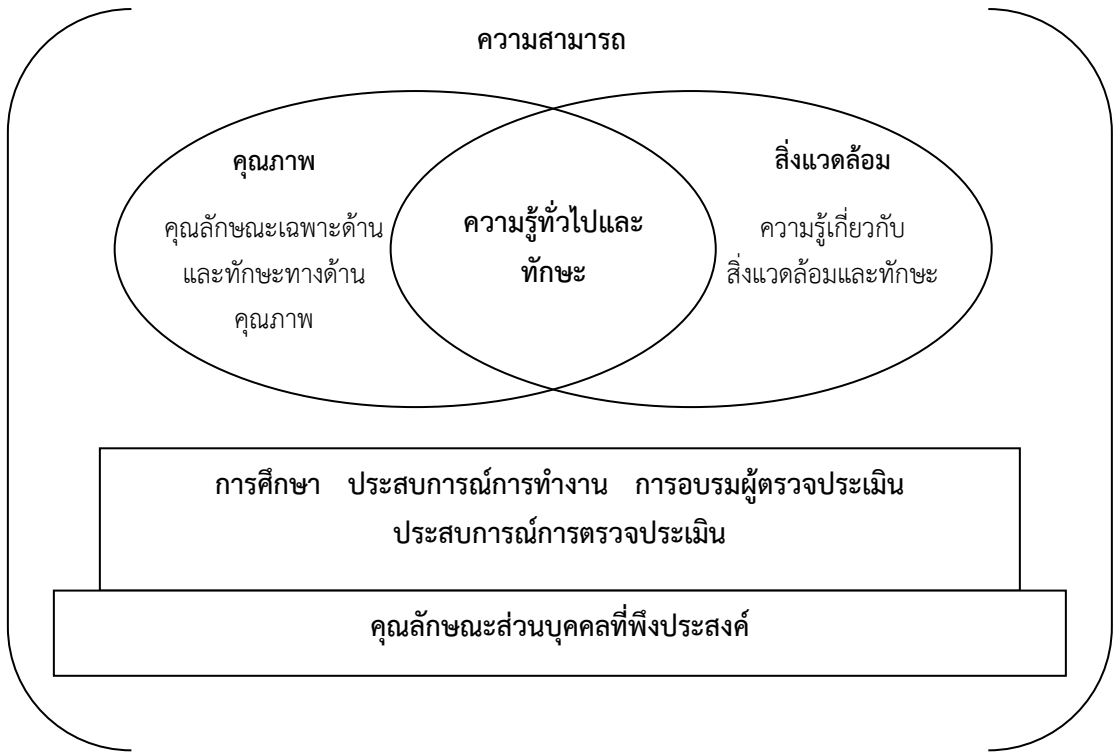 ความสามารถ
คุณภาพ
คุณลักษณะเฉพาะด้าน
และทักษะทางด้าน
คุณภาพ
ความรู้ทั่วไปและ
ทักษะ
สิ่งแวดล้อม
ความรู้เกี่ยวกับ
สิ่งแวดล้อมและทักษะ
การศึกษา ประสบการณ์การทำงาน การอบรมผู้ตรวจประเมิน
ประสบการณ์การตรวจประเมิน
คุณลักษณะส่วนบุคคลที่พึงประสงค์